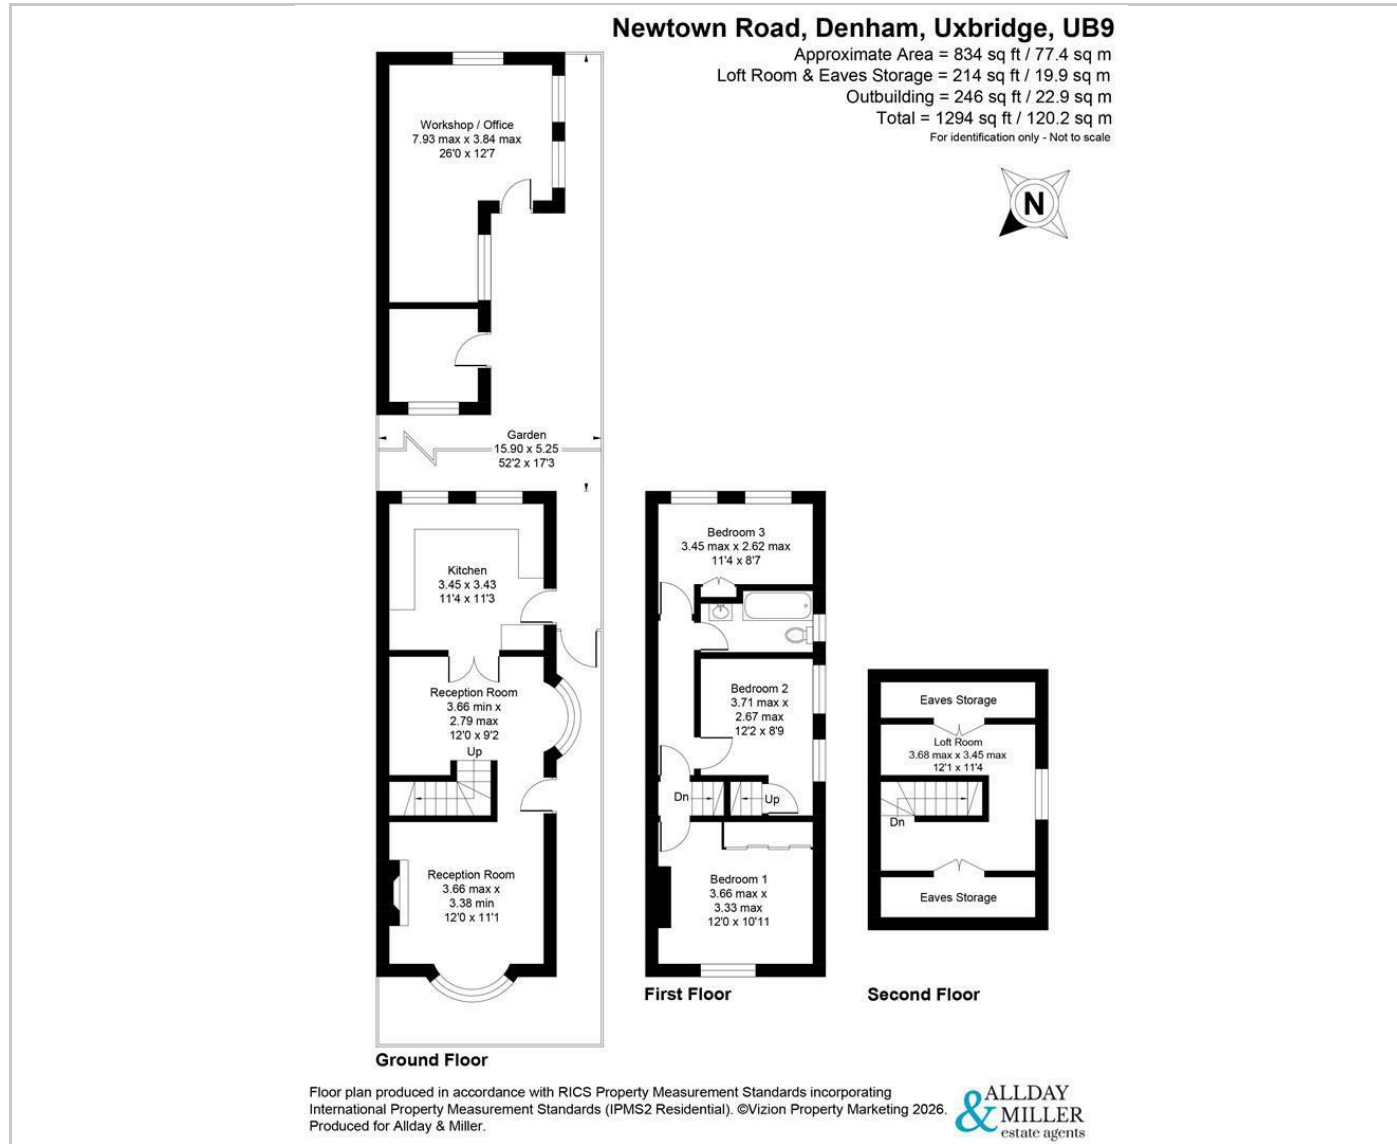 Newtown Road, Denham, Uxbridge, UB9
Approximate Area = 834 sq ft / 77.4 sq m
Loft Room & Eaves Storage = 214 sq ft / 19.9 sq m
Outbuilding = 246 sq ft / 22.9 sq m
Total = 1294 sq ft / 120.2 sq m
For identification only - Not to scale
N
Workshop / Office
7.93 max x 3.84 max
26'0 x 12'7
Garden
15.90 x 5.25
52'2 x 17'3
Kitchen
3.45 x 3.43
11'4 x 11'3
Reception Room
3.66 min x
2.79 max
12'0 x 9'2
Up
Reception Room
3.66 max x
3.38 min
12'0 x 11'1
Ground Floor
Bedroom 3
3.45 max x 2.62 max
11'4 x 8'7
Bedroom 2
3.71 max x
2.67 max
12'2 x 8'9
Dn
Up
Bedroom 1
3.66 max x
3.33 max
12'0 x 10'11
First Floor
Eaves Storage
Loft Room
3.68 max x 3.45 max
12'1 x 11'4
Dn
Eaves Storage
Second Floor
Floor plan produced in accordance with RICS Property Measurement Standards incorporating
International Property Measurement Standards (IPMS2 Residential). ©Vizion Property Marketing 2026.
Produced for Allday & Miller.
ALLDAY
& MILLER
estate agents